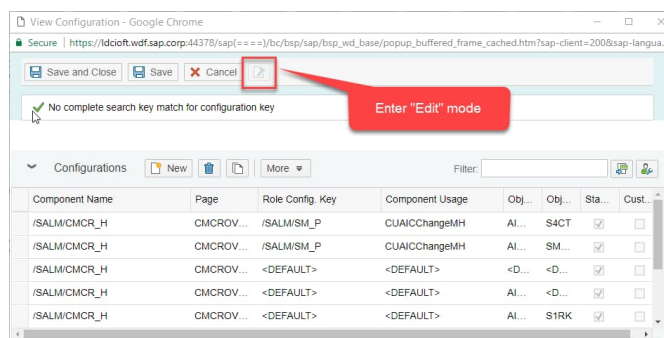 View Configuration - Google Chrome
Secure | https://ldcioft.wdf.sap.corp:44378/sap(====)/bc/bsp/sap/bsp_wd_base/popup_buffered_frame_cached.htm?sap-client=200&sap-langua...
Save and Close Save Cancel
No complete search key match for configuration key
Enter "Edit" mode
Configurations New More Filter:
Component Name Page Role Config. Key Component Usage Obj... Obj... Sta... Cust...
/SALM/CMCR_H CMCROV... /SALM/SM_P CUAICChangeMH AI... S4CT
/SALM/CMCR_H CMCROV... /SALM/SM_P CUAICChangeMH AI... SM...
/SALM/CMCR_H CMCROV... <DEFAULT> <DEFAULT> <D... <D...
/SALM/CMCR_H CMCROV... <DEFAULT> <DEFAULT> AI... <D...
/SALM/CMCR_H CMCROV... <DEFAULT> <DEFAULT> AI... S1RK